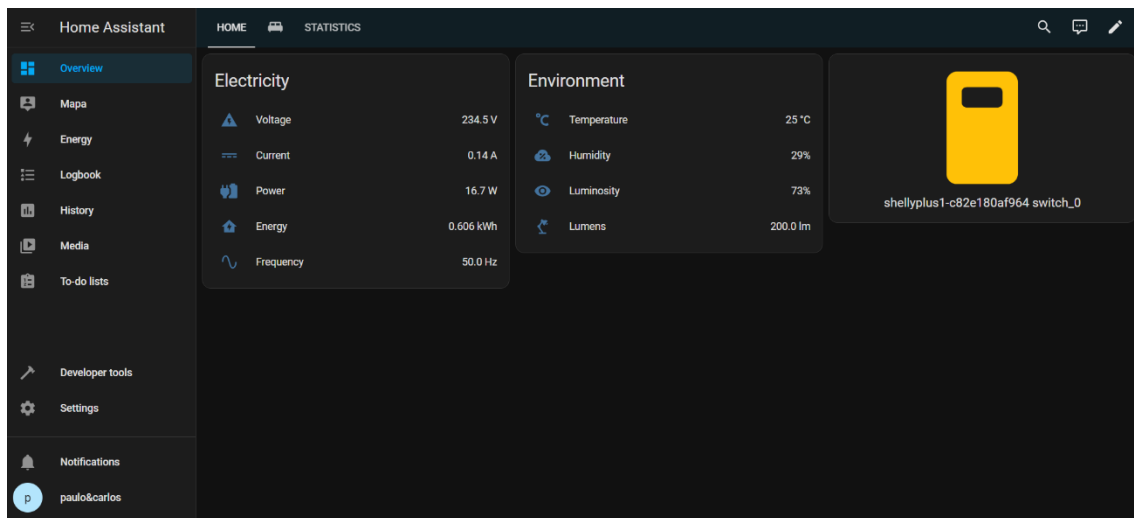 Home Assistant
HOME STATISTICS
Overview
Mapa
Energy
Logbook
History
Media
To-do lists
Developer tools
Settings
Notifications
p paulo&carlos
Electricity
Voltage 234.5 V
Current 0.14 A
Power 16.7 W
Energy 0.606 kWh
Frequency 50.0 Hz
Environment
°C Temperature 25 °C
Humidity 29%
Luminosity 73%
Lumens 200.0 lm
shellyplus1-c82e180af964 switch_0